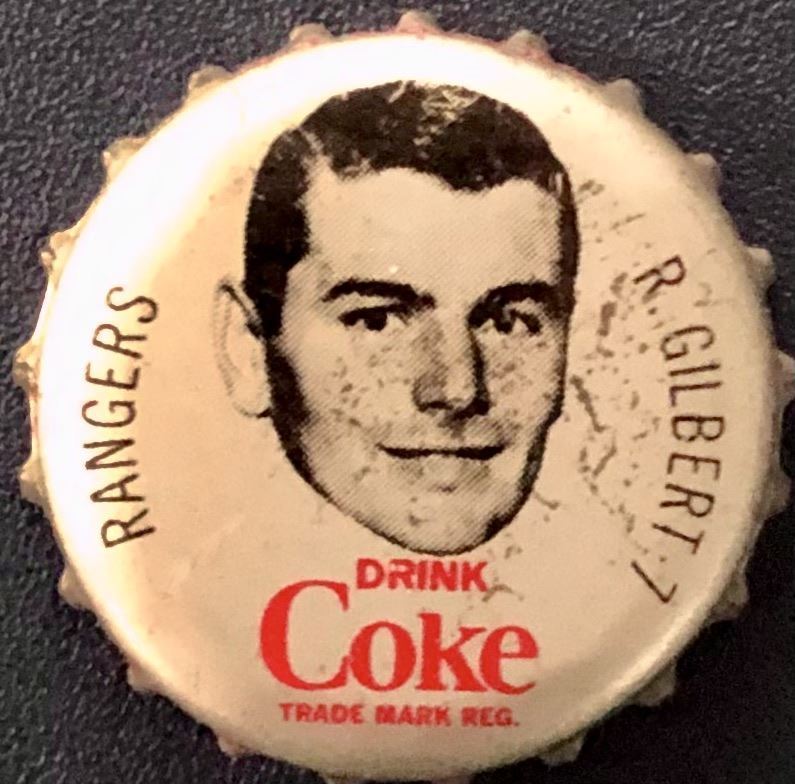 RANGERS
R. GILBERT-7
DRINK
Coke
TRADE MARK REG.